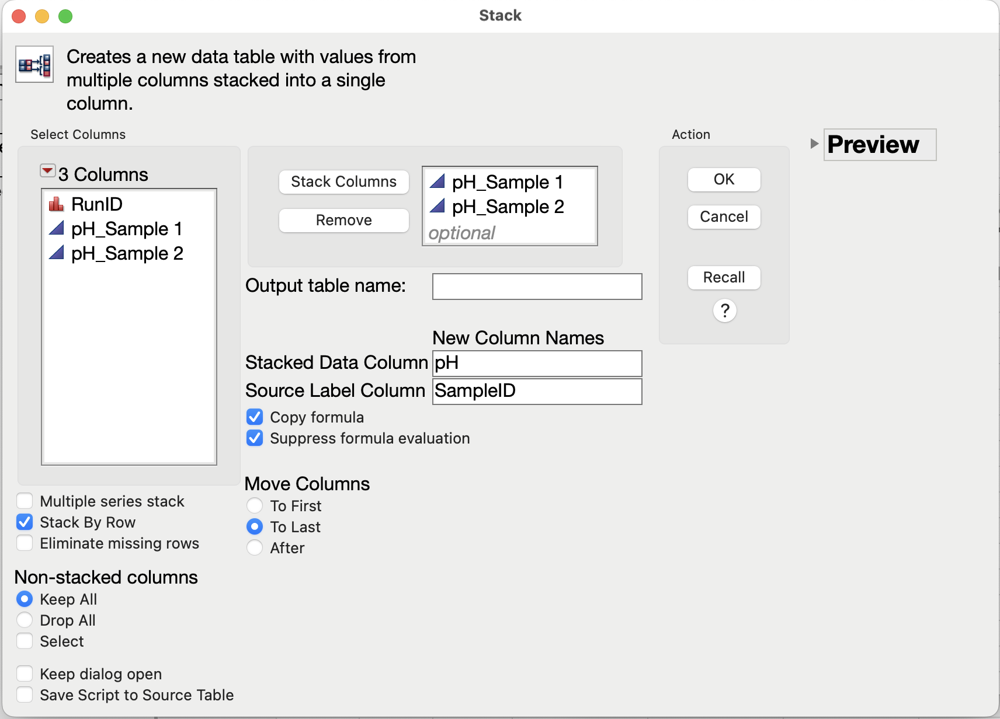 Stack
Creates a new data table with values from
multiple columns stacked into a single
column.
Select Columns
3 Columns
RunID
pH_Sample 1
pH_Sample 2
Stack Columns
Remove
pH_Sample 1
pH_Sample 2
optional
Output table name:
New Column Names
Stacked Data Column pH
Source Label Column SampleID
Copy formula
Suppress formula evaluation
Move Columns
To First
To Last
After
Action
OK
Cancel
Recall
?
Preview
Multiple series stack
Stack By Row
Eliminate missing rows
Non-stacked columns
Keep All
Drop All
Select
Keep dialog open
Save Script to Source Table